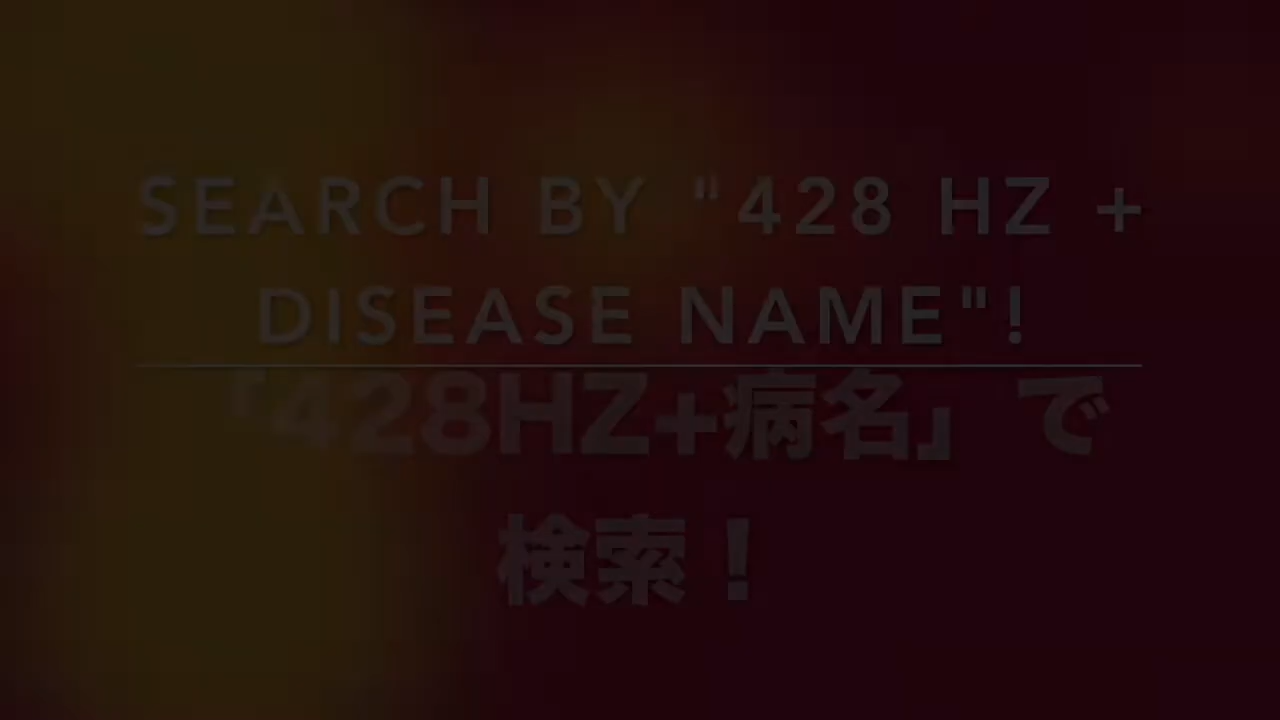 SEARCH BY "428 HZ +
DISEASE NAME"!
「428HZ+病名」で
検索！